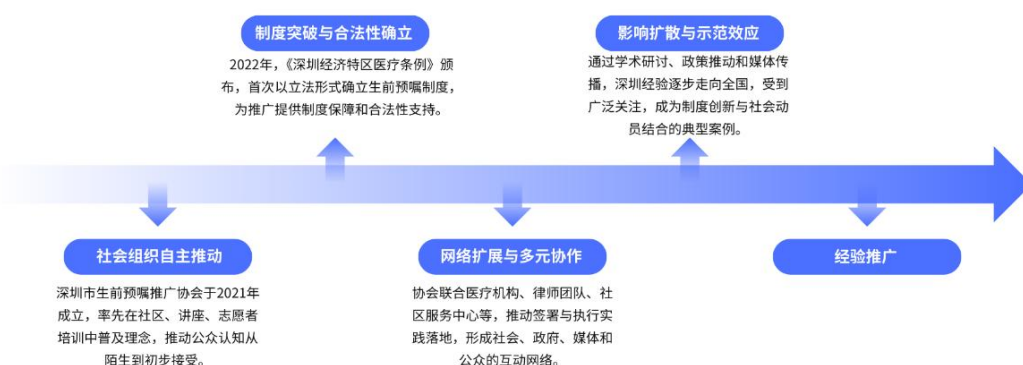 制度突破与合法性确立
2022年，《深圳经济特区医疗条例》颁
布，首次以立法形式确立生前预嘱制度，
为推广提供制度保障和合法性支持。
影响扩散与示范效应
通过学术研讨、政策推动和媒体传
播，深圳经验逐步走向全国，受到
广泛关注，成为制度创新与社会动
员结合的典型案例。
社会组织自主推动
深圳市生前预嘱推广协会于2021年
成立，率先在社区、讲座、志愿者
培训中普及理念，推动公众认知从
陌生到初步接受。
网络扩展与多元协作
协会联合医疗机构、律师团队、社
区服务中心等，推动签署与执行实
践落地，形成社会、政府、媒体和
公众的互动网络。
经验推广